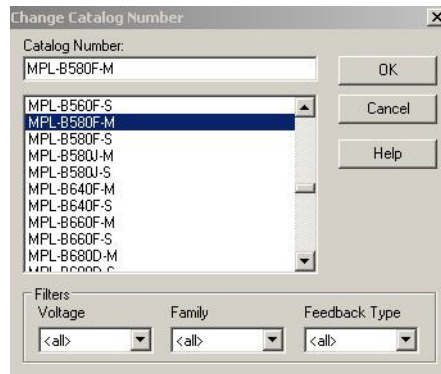 Change Catalog Number
Catalog Number:
MPL-B580F-M
OK
Cancel
Help
MPL-B560F-S
MPL-B580F-M
MPL-B580F-S
MPL-B580J-M
MPL-B580J-S
MPL-B640F-M
MPL-B640F-S
MPL-B660F-M
MPL-B660F-S
MPL-B680D-M
Filters
Voltage Family Feedback Type
<all> <all> <all>